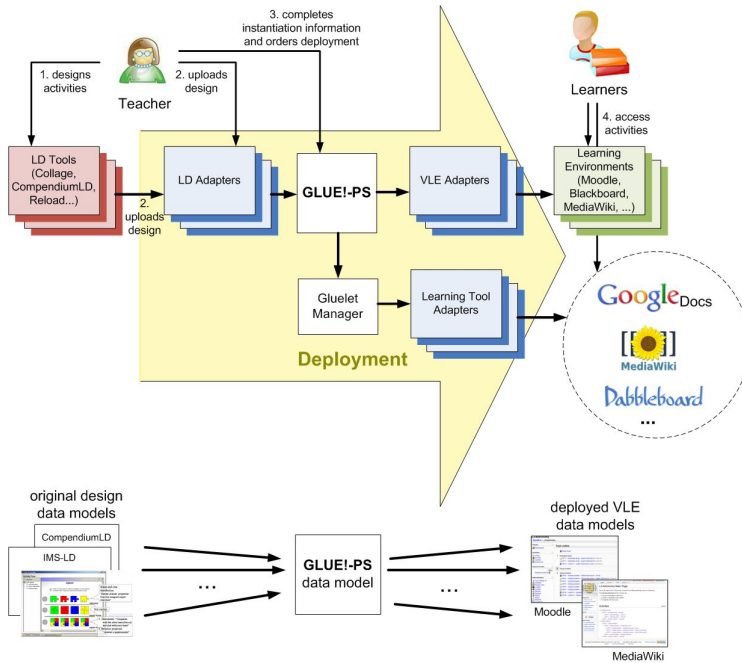 3. completes
instantiation information
and orders deployment
1. designs
activities
2. uploads
design
Teacher
Learners
4. access
activities
LD Tools
(Collage,
CompendiumLD,
Reload...)
2.
uploads
design
LD Adapters
GLUE!-PS
VLE Adapters
Learning
Environments
(Moodle,
Blackboard,
MediaWiki, ...)
Gluelet
Manager
Learning Tool
Adapters
Deployment
Google Docs
[[ ]]
MediaWiki
Dabbleboard
...
original design
data models
CompendiumLD
IMS-LD
...
GLUE!-PS
data model
...
deployed VLE
data models
Moodle
MediaWiki